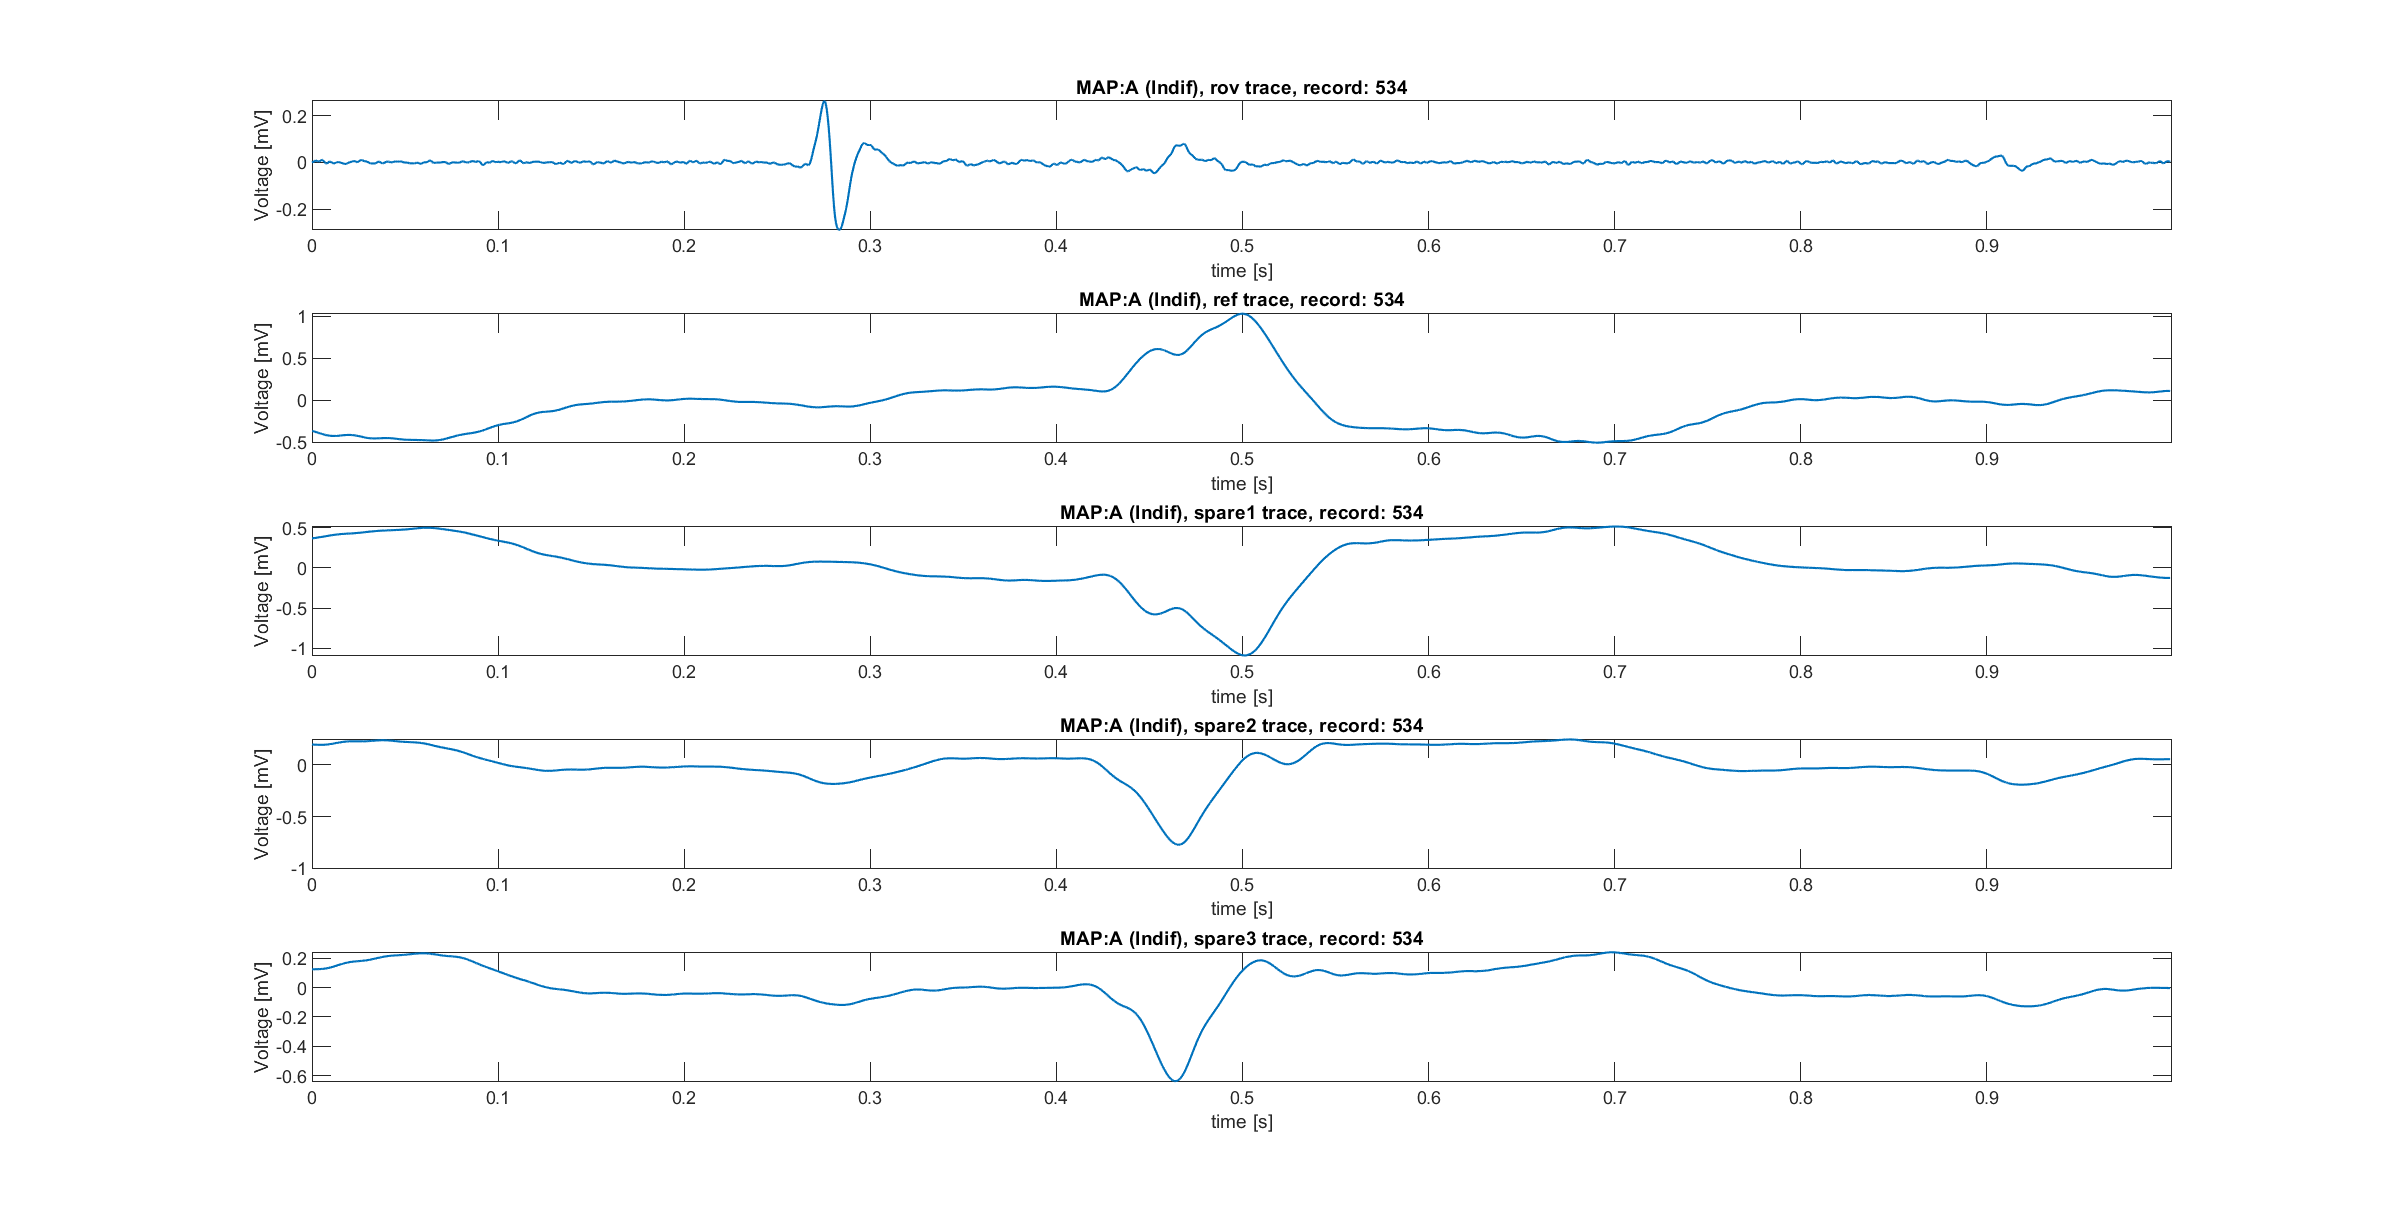 MAP:A (Indif), rov trace, record: 534
Voltage [mV]
0.2
0
-0.2
0 0.1 0.2 0.3 0.4 0.5 0.6 0.7 0.8 0.9
time [s]
MAP:A (Indif), ref trace, record: 534
Voltage [mV]
1
0.5
0
-0.5
0 0.1 0.2 0.3 0.4 0.5 0.6 0.7 0.8 0.9
time [s]
MAP:A (Indif), spare1 trace, record: 534
Voltage [mV]
0.5
0
-0.5
-1
0 0.1 0.2 0.3 0.4 0.5 0.6 0.7 0.8 0.9
time [s]
MAP:A (Indif), spare2 trace, record: 534
Voltage [mV]
0
-0.5
-1
0 0.1 0.2 0.3 0.4 0.5 0.6 0.7 0.8 0.9
time [s]
MAP:A (Indif), spare3 trace, record: 534
Voltage [mV]
0.2
0
-0.2
-0.4
-0.6
0 0.1 0.2 0.3 0.4 0.5 0.6 0.7 0.8 0.9
time [s]